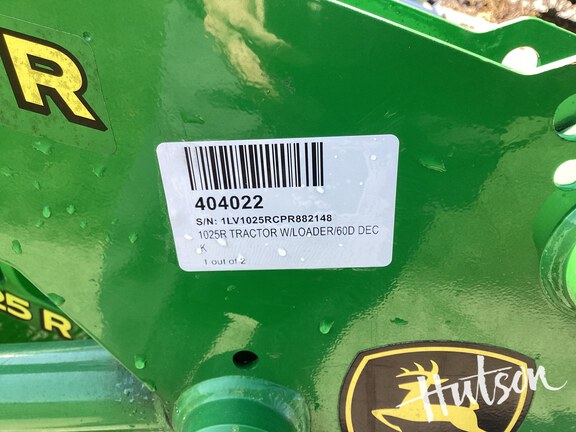 R
404022
S/N: 1LV1025RCPR882148
1025R TRACTOR W/LOADER/60D DEC
K
1 out of 2
25 R
Hutson